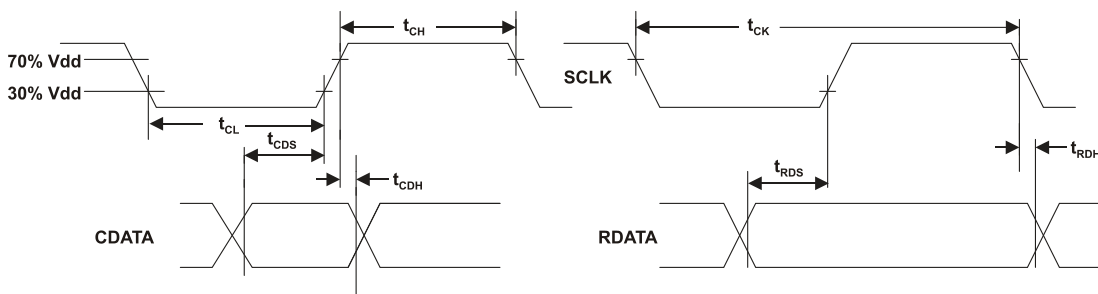 tCH
tCK
70% Vdd
SCLK
30% Vdd
tCL
tCDS
tRDH
tRDS
tCDH
CDATA
RDATA